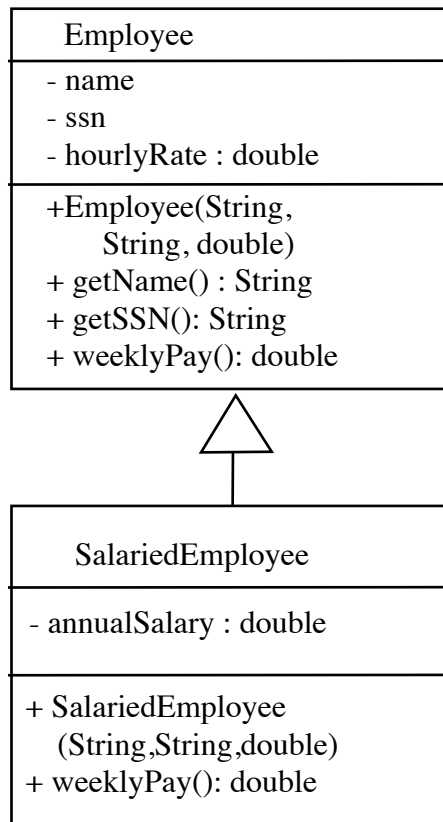 Employee
- name
- ssn
- hourlyRate : double
+Employee(String,
String, double)
+ getName() : String
+ getSSN(): String
+ weeklyPay(): double
SalariedEmployee
- annualSalary : double
+ SalariedEmployee
(String,String,double)
+ weeklyPay(): double